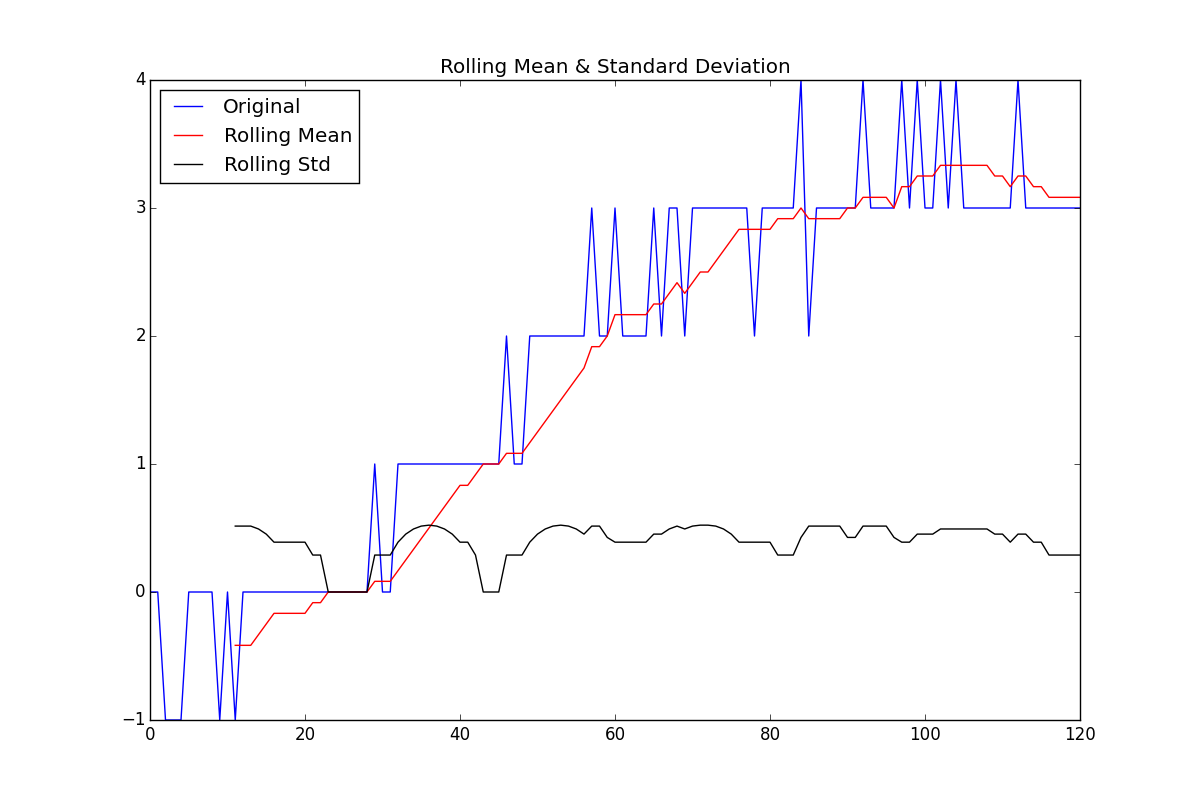 Rolling Mean & Standard Deviation
Original
Rolling Mean
Rolling Std
4
3
2
1
0
−1
0 20 40 60 80 100 120